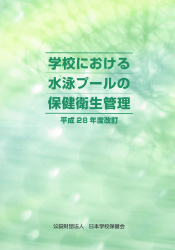 学校における
水泳プールの
保健衛生管理
平成28年度改訂
公益財団法人 日本学校保健会